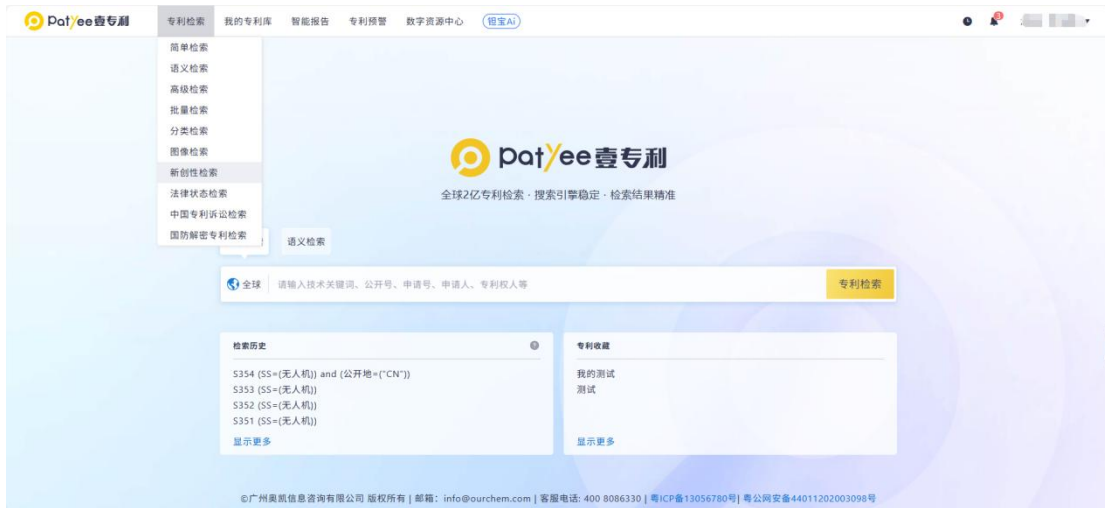 Patyee壹专利 专利检索 我的专利库 智能报告 专利预警 数字资源中心 钽宝Ai 3
简单检索
语义检索
高级检索
批量检索
分类检索
图像检索
新创性检索
法律状态检索
中国专利诉讼检索
国防解密专利检索
patyee壹专利
全球2亿专利检索 · 搜索引擎稳定 · 检索结果精准
语义检索
全球 请输入技术关键词、公开号、申请号、申请人、专利权人等 专利检索
检索历史 ?
S354 (SS=(无人机)) and (公开地=("CN"))
S353 (SS=(无人机))
S352 (SS=(无人机))
S351 (SS=(无人机))
显示更多
专利收藏
我的测试
测试
显示更多
©广州奥凯信息咨询有限公司 版权所有 | 邮箱：info@ourchem.com | 客服电话: 400 8086330 | 粤ICP备13056780号| 粤公网安备44011202003098号